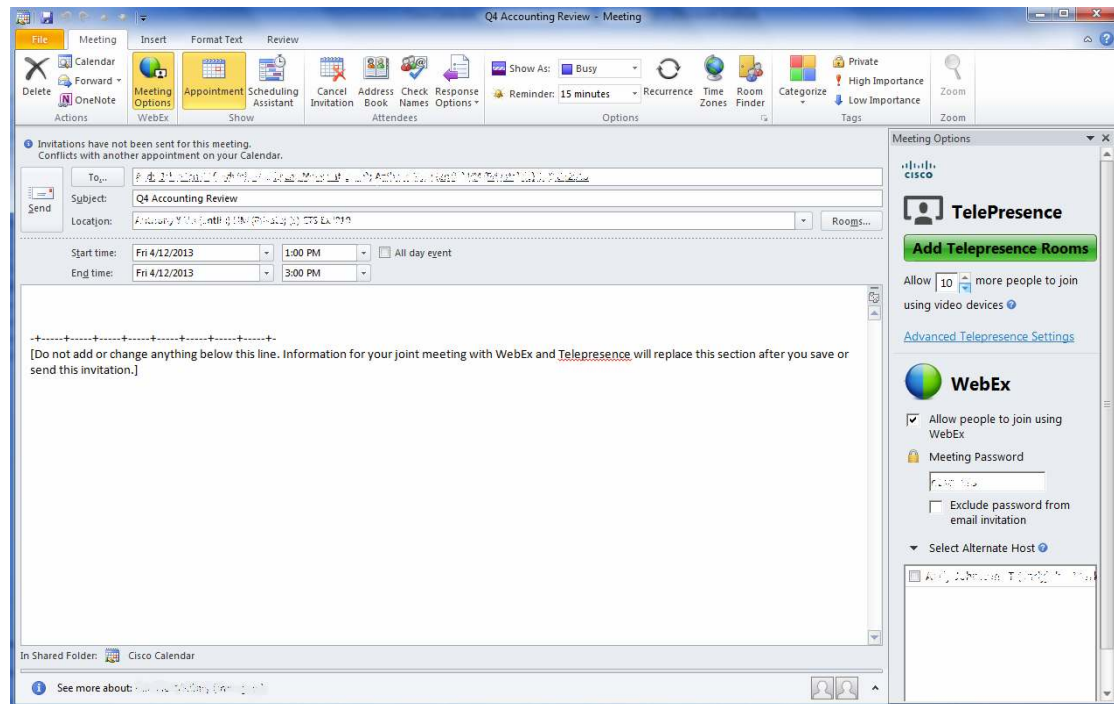 Q4 Accounting Review - Meeting
File Meeting Insert Format Text Review
Delete
Calendar
Forward
OneNote
Actions
Meeting Options
WebEx
Appointment
Scheduling Assistant
Show
Cancel Invitation
Address Book
Check Names
Response Options
Attendees
Show As: Busy
Reminder: 15 minutes
Recurrence
Time Zones
Room Finder
Options
Categorize
Private
High Importance
Low Importance
Tags
Zoom
Zoom
Invitations have not been sent for this meeting.
Conflicts with another appointment on your Calendar.
Send
To...
Subject: Q4 Accounting Review
Location:
Rooms...
Start time: Fri 4/12/2013 1:00 PM All day event
End time: Fri 4/12/2013 3:00 PM
-+-----+-----+-----+-----+-----+-----+-----+-----+-
[Do not add or change anything below this line. Information for your joint meeting with WebEx and Telepresence will replace this section after you save or
send this invitation.]
In Shared Folder: Cisco Calendar
See more about:
Meeting Options
CISCO
TelePresence
Add Telepresence Rooms
Allow 10 more people to join
using video devices
Advanced Telepresence Settings
WebEx
Allow people to join using
WebEx
Meeting Password
Exclude password from
email invitation
Select Alternate Host